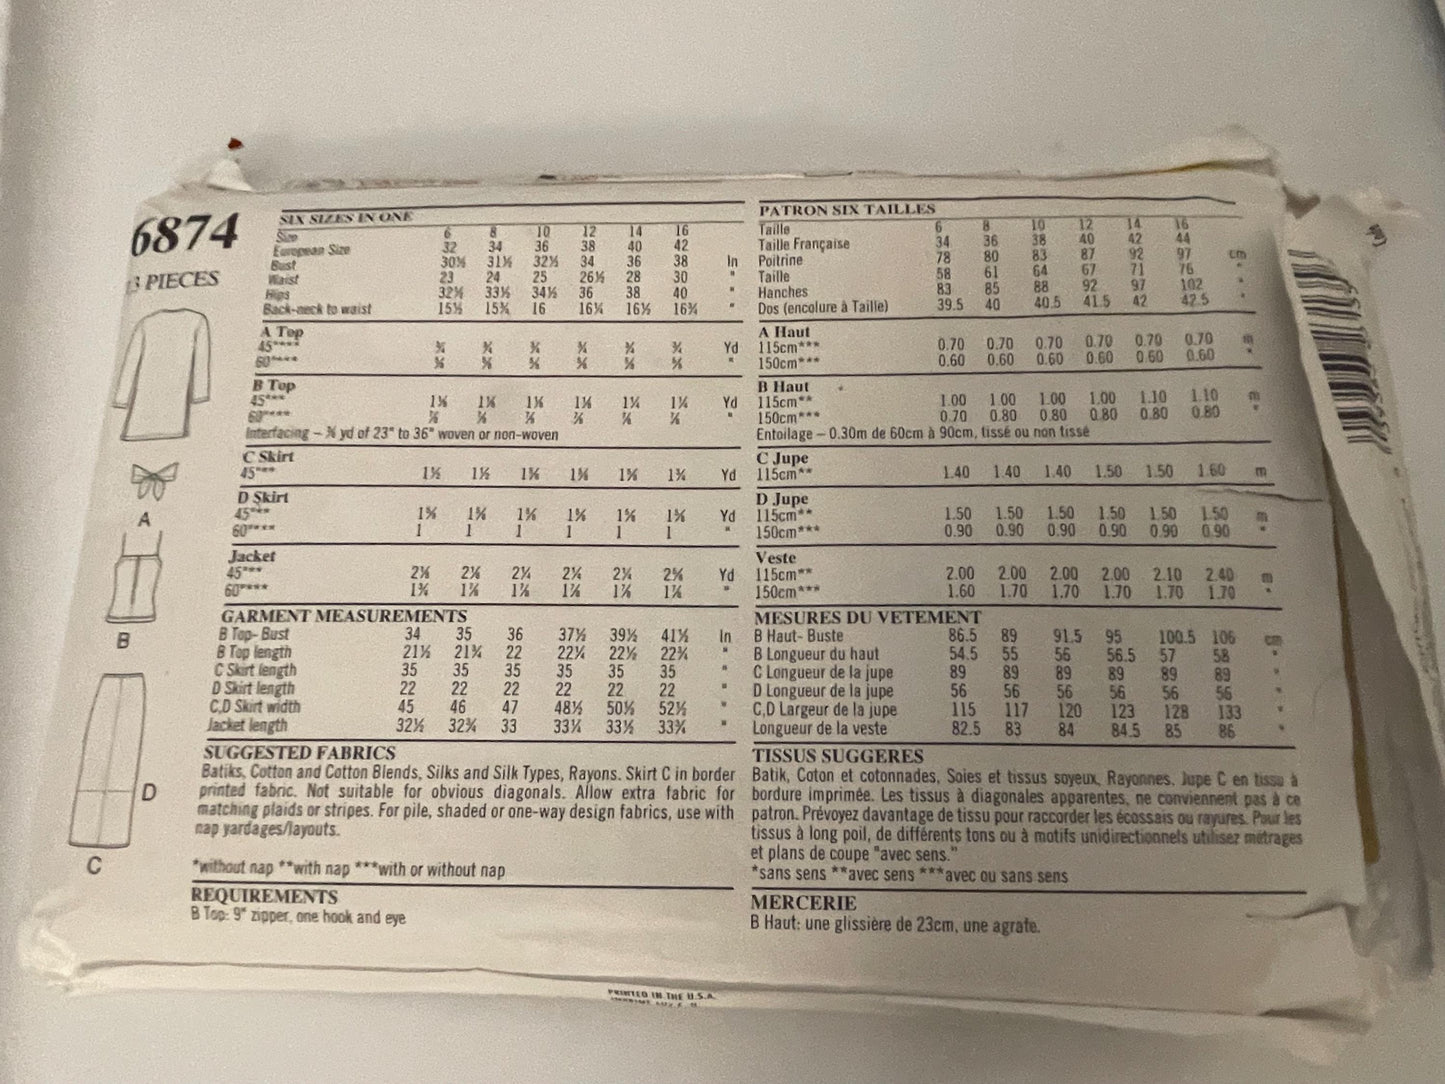 6874
13 PIECES
A
B
D
C
SIX SIZES IN ONE
Size 6 8 10 12 14 16
European Size 32 34 36 38 40 42
Bust 30½ 31½ 32½ 34 36 38 In
Waist 23 24 25 26½ 28 30 "
Hips 32½ 33½ 34½ 36 38 40 "
Back-neck to waist 15½ 15¾ 16 16¼ 16½ 16¾ "
A Top
45"*** Yd
60"*** "
B Top
45"** Yd
60"*** "
Interfacing – yd of 23" to 36" woven or non-woven
C Skirt
45"** Yd
D Skirt
45"** Yd
60"*** 1 1 1 1 1 1 "
Jacket
45"** Yd
60"*** "
GARMENT MEASUREMENTS
B Top- Bust 34 35 36 37½ 39½ 41½ In
B Top length 21½ 21¾ 22 22¼ 22½ 22¾ "
C Skirt length 35 35 35 35 35 35 "
D Skirt length 22 22 22 22 22 22 "
C,D Skirt width 45 46 47 48½ 50½ 52½ "
Jacket length 32½ 32¾ 33 33¼ 33½ 33¾ "
SUGGESTED FABRICS
Batiks, Cotton and Cotton Blends, Silks and Silk Types, Rayons. Skirt C in border
printed fabric. Not suitable for obvious diagonals. Allow extra fabric for
matching plaids or stripes. For pile, shaded or one-way design fabrics, use with
nap yardages/layouts.
*without nap **with nap ***with or without nap
REQUIREMENTS
B Top: 9" zipper, one hook and eye
PATRON SIX TAILLES
Taille 6 8 10 12 14 16
Taille Française 34 36 38 40 42 44
Poitrine 78 80 83 87 92 97 cm
Taille 58 61 64 67 71 76 "
Hanches 83 85 88 92 97 102 "
Dos (encolure à Taille) 39.5 40 40.5 41.5 42 42.5 "
A Haut
115cm*** 0.70 0.70 0.70 0.70 0.70 0.70 m
150cm*** 0.60 0.60 0.60 0.60 0.60 0.60 "
B Haut
115cm** 1.00 1.00 1.00 1.00 1.10 1.10 m
150cm*** 0.70 0.80 0.80 0.80 0.80 0.80 "
Entoilage – 0.30m de 60cm à 90cm, tissé ou non tissé
C Jupe
115cm** 1.40 1.40 1.40 1.50 1.50 1.60 m
D Jupe
115cm** 1.50 1.50 1.50 1.50 1.50 1.50 m
150cm*** 0.90 0.90 0.90 0.90 0.90 0.90 "
Veste
115cm** 2.00 2.00 2.00 2.00 2.10 2.40 m
150cm*** 1.60 1.70 1.70 1.70 1.70 1.70 "
MESURES DU VETEMENT
B Haut- Buste 86.5 89 91.5 95 100.5 106 cm
B Longueur du haut 54.5 55 56 56.5 57 58 "
C Longueur de la jupe 89 89 89 89 89 89 "
D Longueur de la jupe 56 56 56 56 56 56 "
C,D Largeur de la jupe 115 117 120 123 128 133 "
Longueur de la veste 82.5 83 84 84.5 85 86 "
TISSUS SUGGERES
Batik, Coton et cotonnades, Soies et tissus soyeux, Rayonnes. Jupe C en tissu à
bordure imprimée. Les tissus à diagonales apparentes, ne conviennent pas à ce
patron. Prévoyez davantage de tissu pour raccorder les écossais ou rayures. Pour les
tissus à long poil, de différents tons ou à motifs unidirectionnels utilisez métrages
et plans de coupe "avec sens."
*sans sens **avec sens ***avec ou sans sens
MERCERIE
B Haut: une glissière de 23cm, une agrafe.
PRINTED IN THE U.S.A.